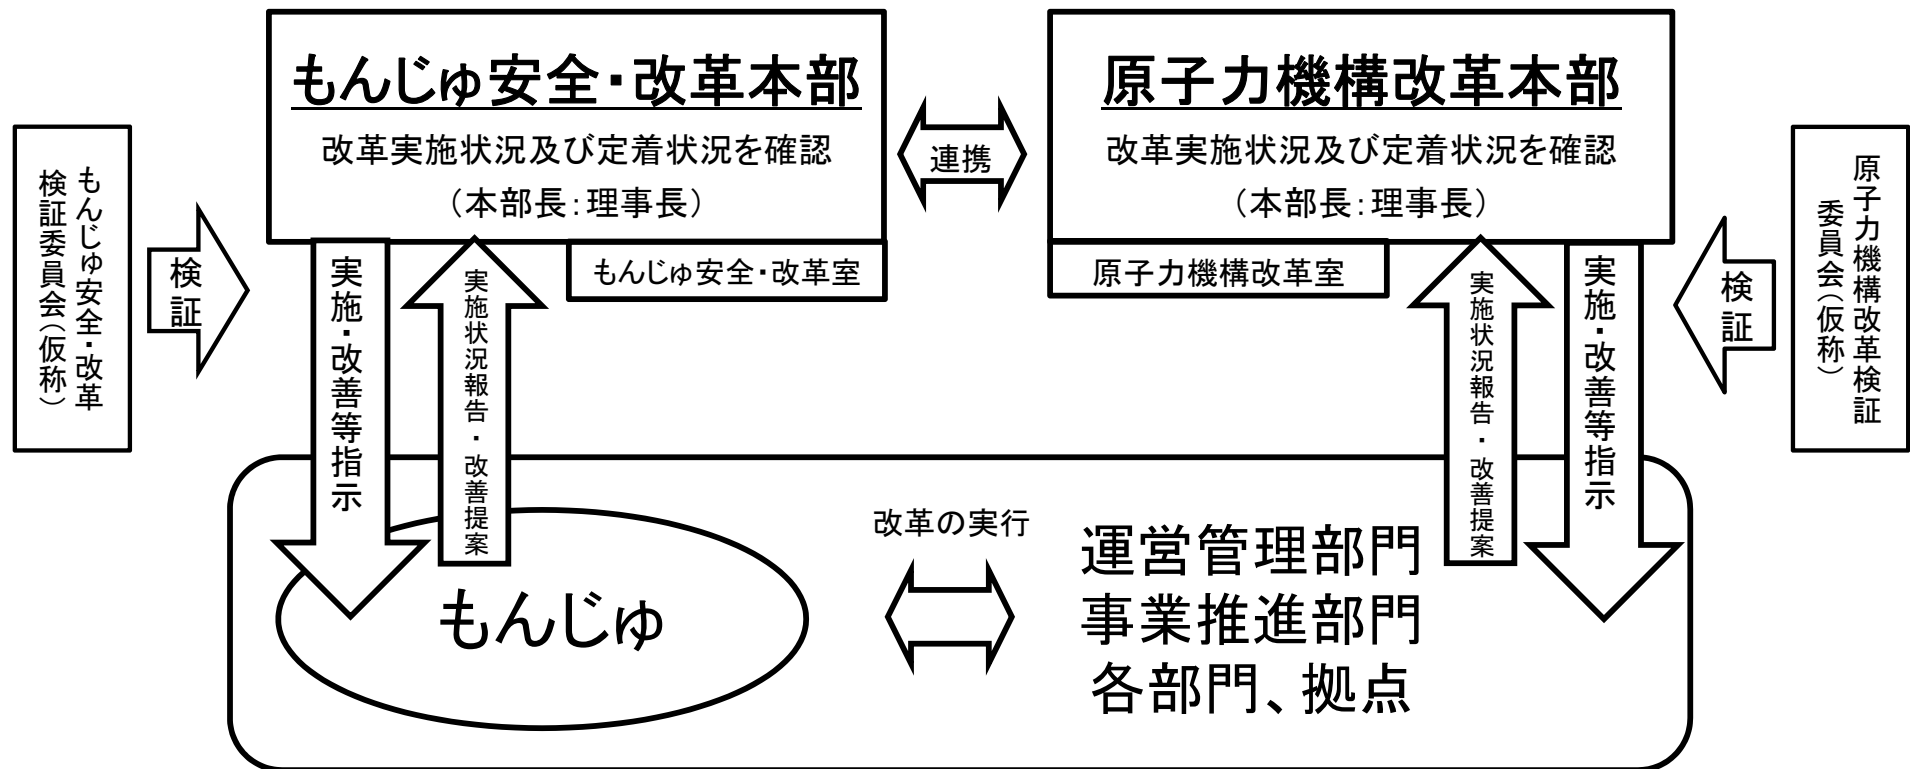 もんじゅ安全・改革本部
改革実施状況及び定着状況を確認
（本部長：理事長）
もんじゅ安全・改革室
連携
原子力機構改革本部
改革実施状況及び定着状況を確認
（本部長：理事長）
原子力機構改革室
もんじゅ安全・改革
検証委員会（仮称）
検証
原子力機構改革検証
委員会（仮称）
検証
実施・改善等指示
実施状況報告・改善提案
実施状況報告・改善提案
実施・改善等指示
もんじゅ
改革の実行
運営管理部門
事業推進部門
各部門、拠点